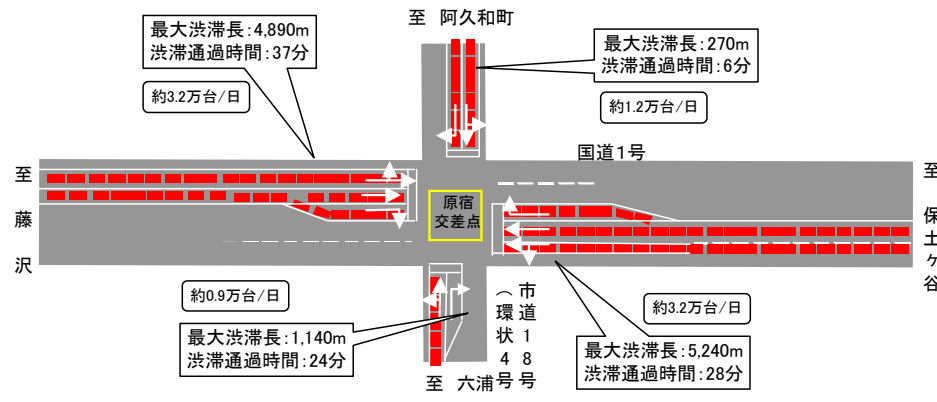 至 阿久和町
最大渋滞長:4,890m
渋滞通過時間:37分
約3.2万台/日
最大渋滞長:270m
渋滞通過時間:6分
約1.2万台/日
国道1号
至 藤沢
原宿
交差点
至 保土ケ谷
約0.9万台/日
最大渋滞長:1,140m
渋滞通過時間:24分
市道18号
(環状4号
約3.2万台/日
最大渋滞長:5,240m
渋滞通過時間:28分
至 六浦